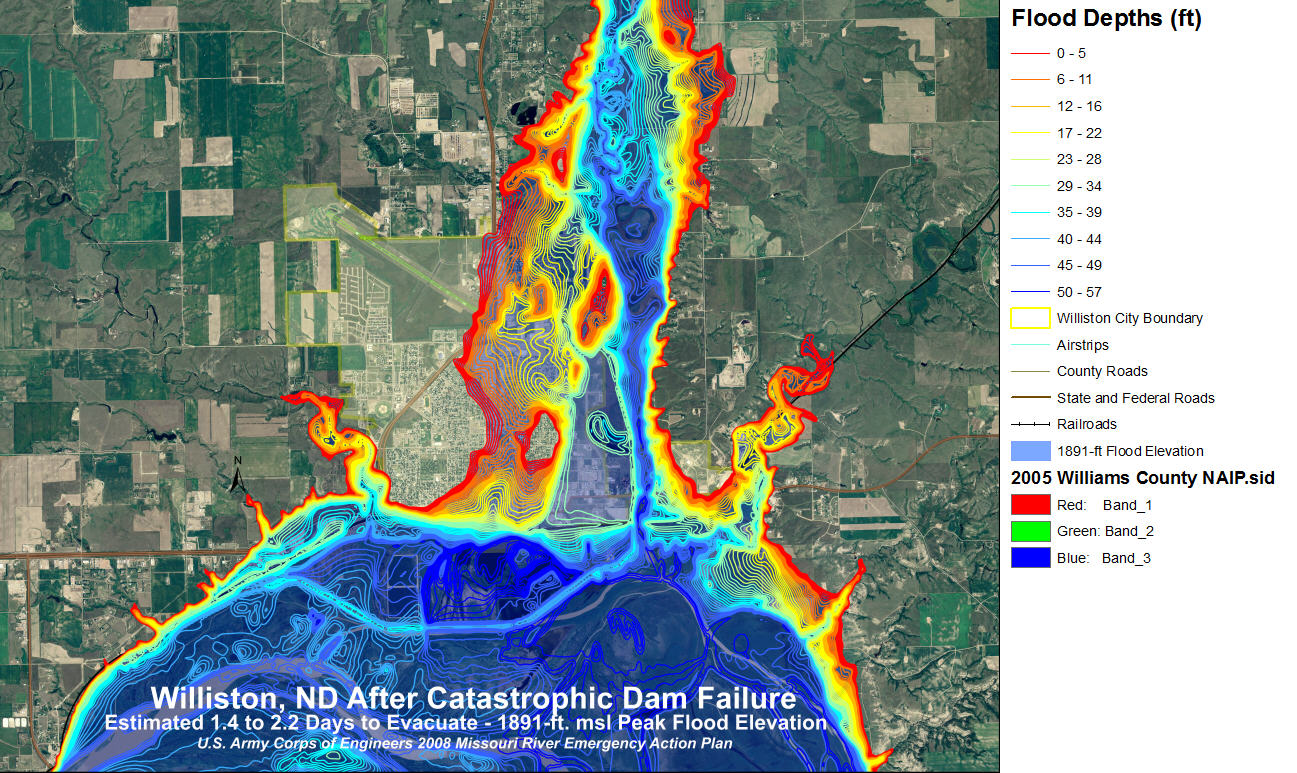 Flood Depths (ft)
0 - 5
6 - 11
12 - 16
17 - 22
23 - 28
29 - 34
35 - 39
40 - 44
45 - 49
50 - 57
Williston City Boundary
Airstrips
County Roads
State and Federal Roads
Railroads
1891-ft Flood Elevation
2005 Williams County NAIP.sid
Red: Band_1
Green: Band_2
Blue: Band_3
N
Williston, ND After Catastrophic Dam Failure
Estimated 1.4 to 2.2 Days to Evacuate - 1891-ft. msl Peak Flood Elevation
U.S. Army Corps of Engineers 2008 Missouri River Emergency Action Plan